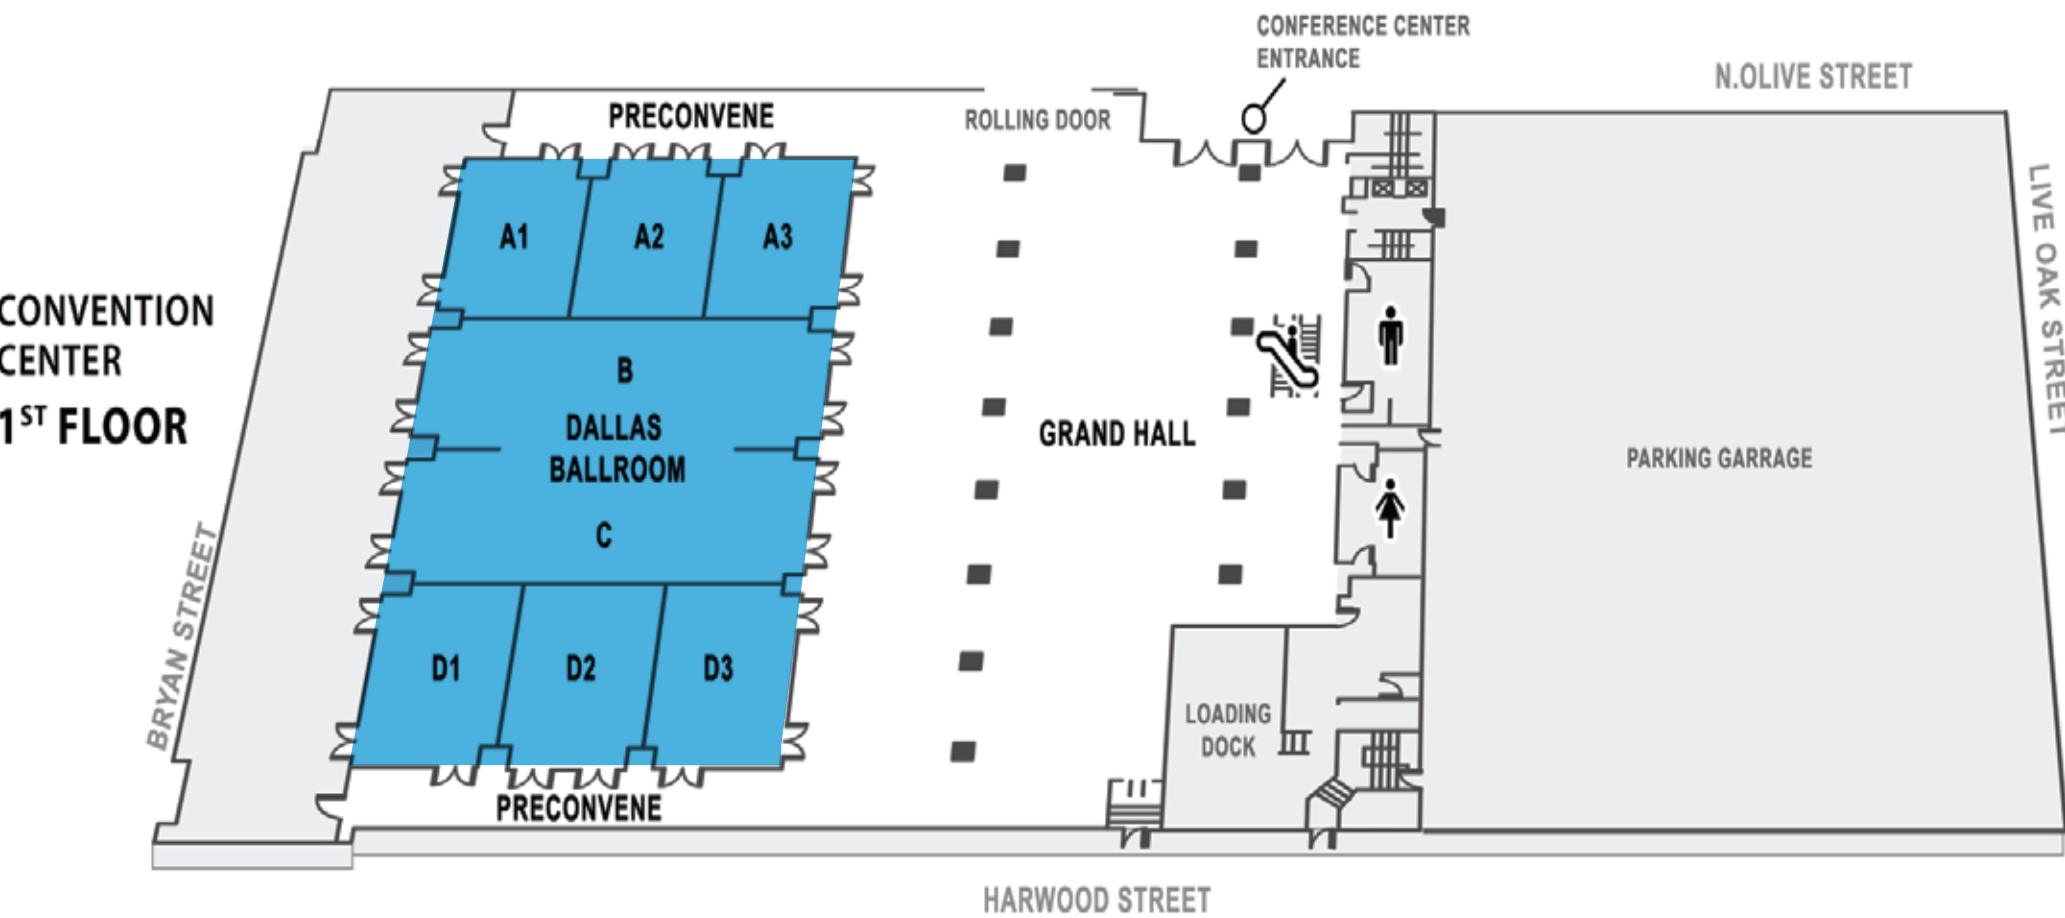 CONFERENCE CENTER
ENTRANCE
N.OLIVE STREET
PRECONVENE
ROLLING DOOR
LIVE OAK STREET
A1
A2
A3
CONVENTION
CENTER
1ST FLOOR
B
DALLAS
BALLROOM
C
GRAND HALL
PARKING GARRAGE
BRYAN STREET
D1
D2
D3
LOADING
DOCK
PRECONVENE
HARWOOD STREET